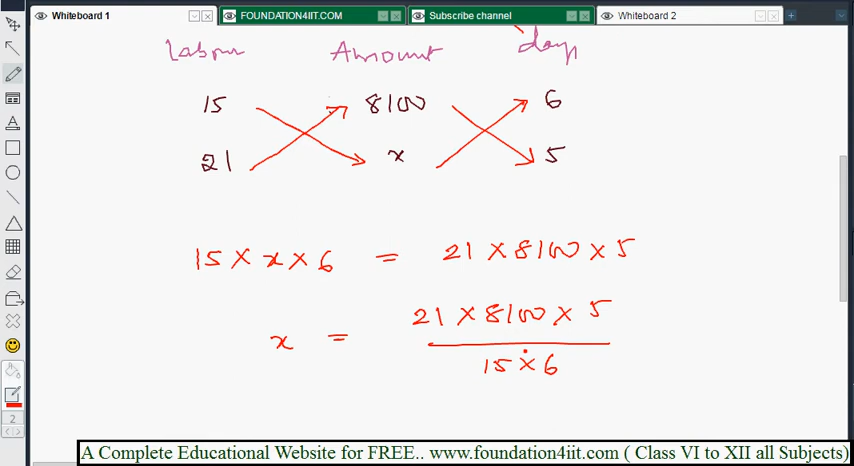 Whiteboard 1 FOUNDATION4IIT.COM Subscribe channel Whiteboard 2
Labour Amount days
15 8100 6
21 x 5
15 × x × 6 = 21 × 8100 × 5
x = 21 × 8100 × 5
15 × 6
2
A Complete Educational Website for FREE.. www.foundation4iit.com ( Class VI to XII all Subjects)